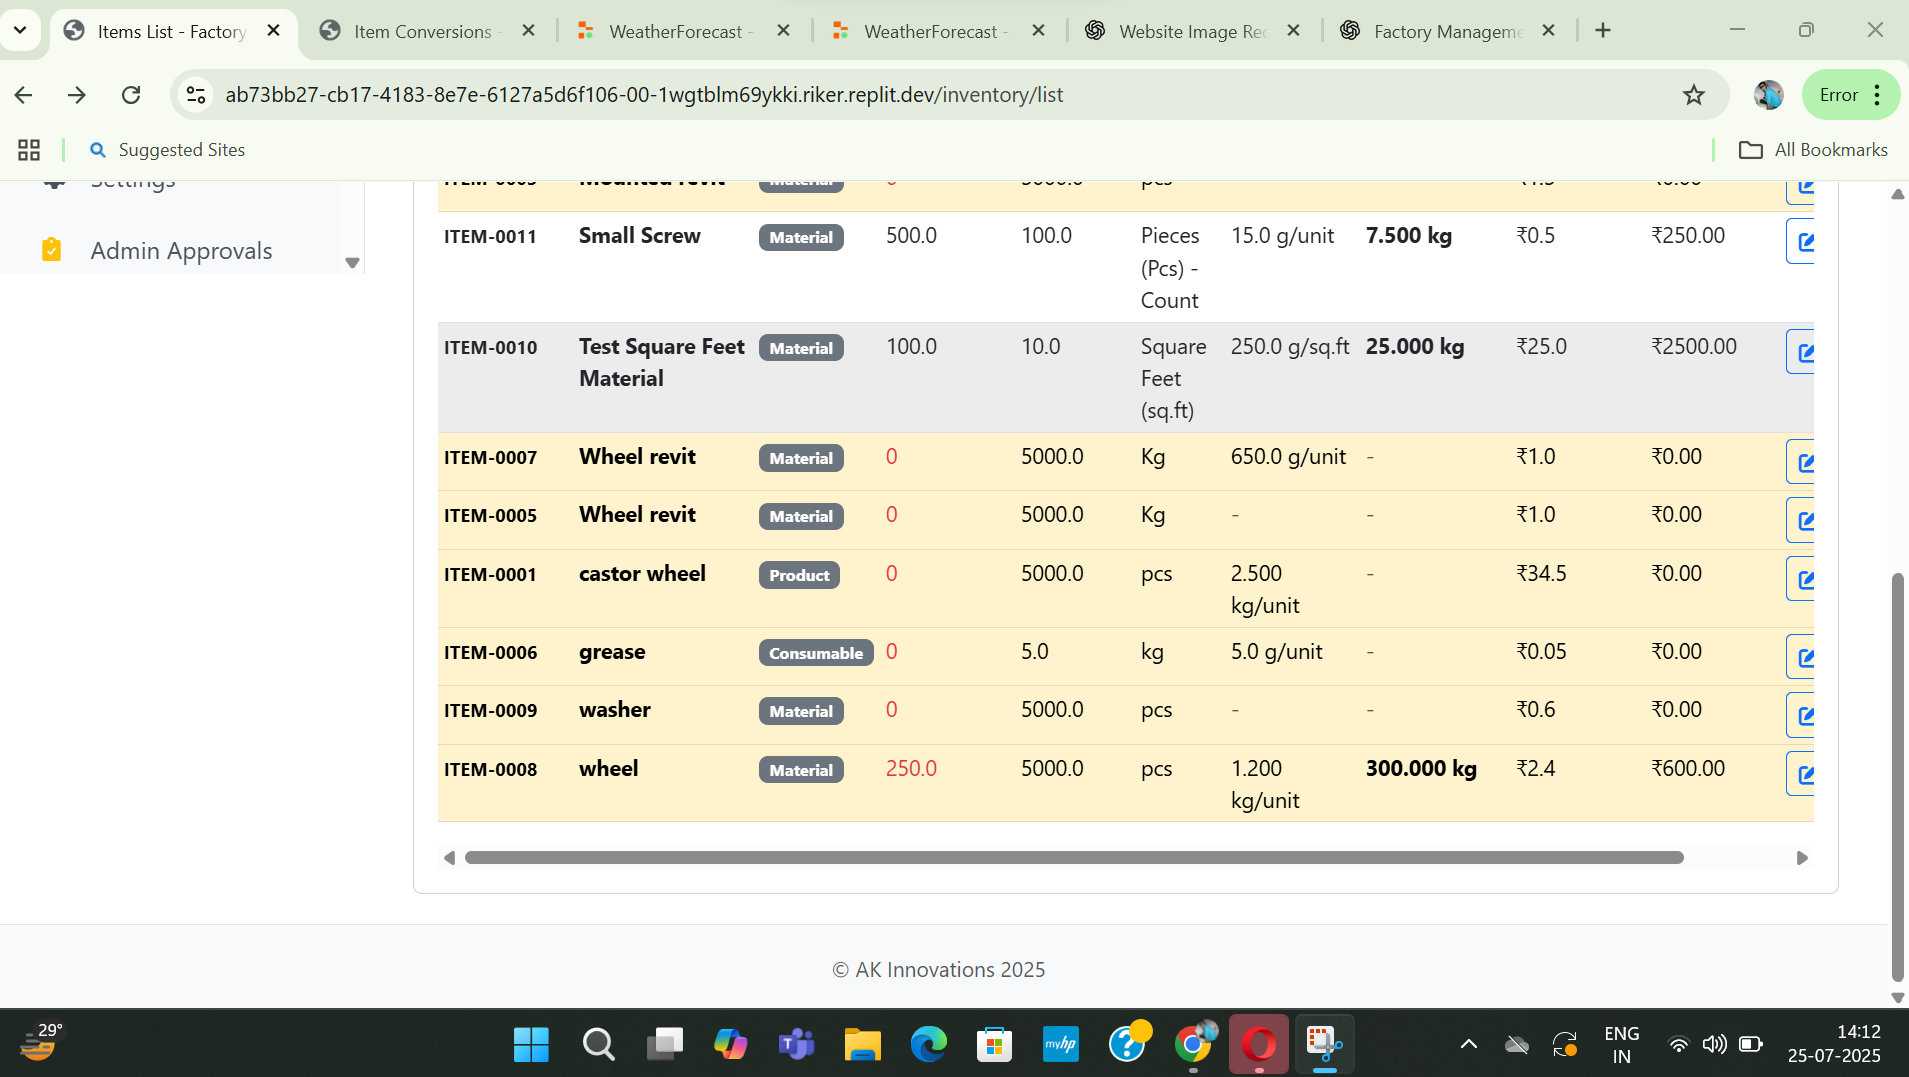 Items List - Factory
Item Conversions -
WeatherForecast -
WeatherForecast -
Website Image Rec
Factory Manageme
ab73bb27-cb17-4183-8e7e-6127a5d6f106-00-1wgtblm69ykki.riker.replit.dev/inventory/list
Error
Suggested Sites
All Bookmarks
Settings
Admin Approvals
Mounted revit Material 0 5000.0 pcs
ITEM-0011 Small Screw Material 500.0 100.0 Pieces 15.0 g/unit 7.500 kg ₹0.5 ₹250.00
(Pcs) -
Count
ITEM-0010 Test Square Feet Material 100.0 10.0 Square 250.0 g/sq.ft 25.000 kg ₹25.0 ₹2500.00
Material Feet
(sq.ft)
ITEM-0007 Wheel revit Material 0 5000.0 Kg 650.0 g/unit - ₹1.0 ₹0.00
ITEM-0005 Wheel revit Material 0 5000.0 Kg - - ₹1.0 ₹0.00
ITEM-0001 castor wheel Product 0 5000.0 pcs 2.500 - ₹34.5 ₹0.00
kg/unit
ITEM-0006 grease Consumable 0 5.0 kg 5.0 g/unit - ₹0.05 ₹0.00
ITEM-0009 washer Material 0 5000.0 pcs - - ₹0.6 ₹0.00
ITEM-0008 wheel Material 250.0 5000.0 pcs 1.200 300.000 kg ₹2.4 ₹600.00
kg/unit
© AK Innovations 2025
29°
myhp
ENG
IN
14:12
25-07-2025